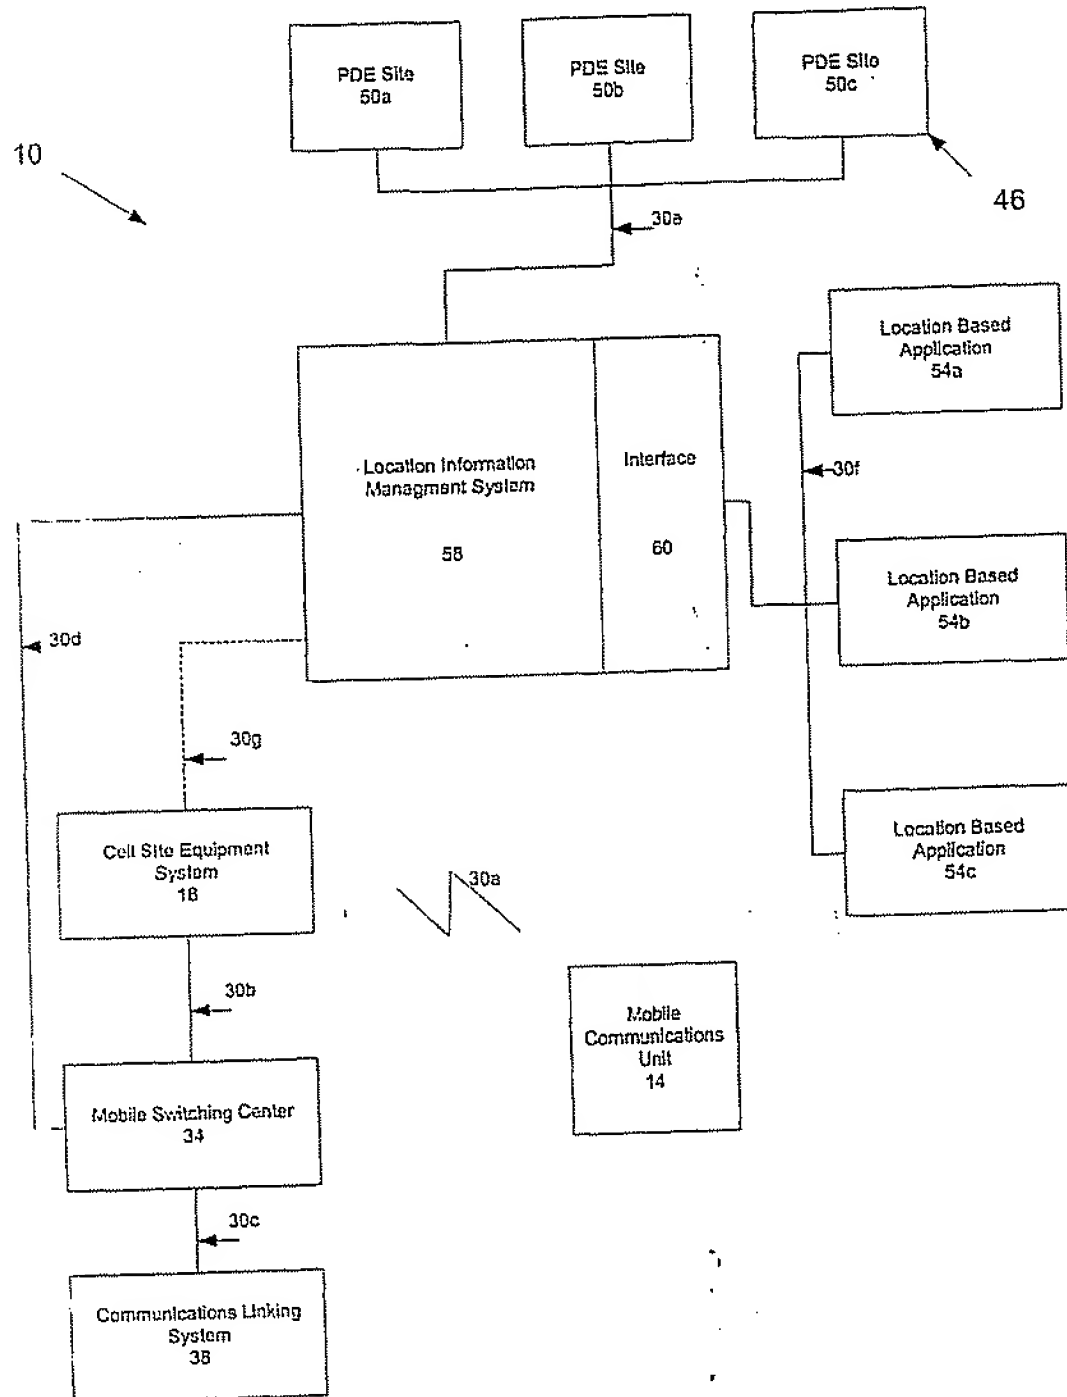 PDE Site
50a
PDE Site
50b
PDE Site
50c
10
46
30e
Location Based
Application
54a
Location Information
Managment System
58
Interface
60
30f
Location Based
Application
54b
30d
30g
Cell Site Equipment
System
18
30a
Location Based
Application
54c
30b
Mobile
Communications
Unit
14
Mobile Switching Center
34
30c
Communications Linking
System
38